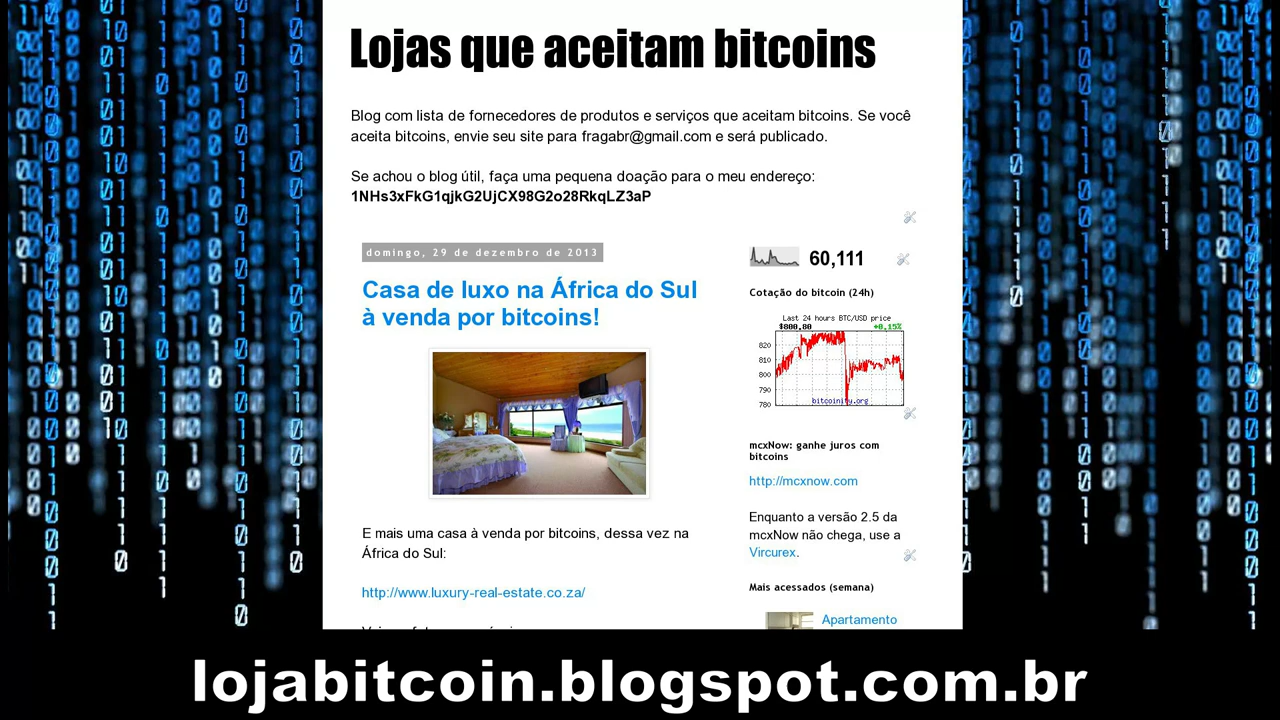 Lojas que aceitam bitcoins
Blog com lista de fornecedores de produtos e serviços que aceitam bitcoins. Se você
aceita bitcoins, envie seu site para fragabr@gmail.com e será publicado.
Se achou o blog útil, faça uma pequena doação para o meu endereço:
1NHs3xFkG1qjkG2UjCX98G2o28RkqLZ3aP
domingo, 29 de dezembro de 2013
Casa de luxo na África do Sul
à venda por bitcoins!
E mais uma casa à venda por bitcoins, dessa vez na
África do Sul:
http://www.luxury-real-estate.co.za/
60,111
Cotação do bitcoin (24h)
Last 24 hours BTC/USD price
$800.80 +0.15%
820
810
800
790
780
bitcoinity.org
mcxNow: ganhe juros com
bitcoins
http://mcxnow.com
Enquanto a versão 2.5 da
mcxNow não chega, use a
Vircurex.
Mais acessados (semana)
Apartamento
lojabitcoin.blogspot.com.br